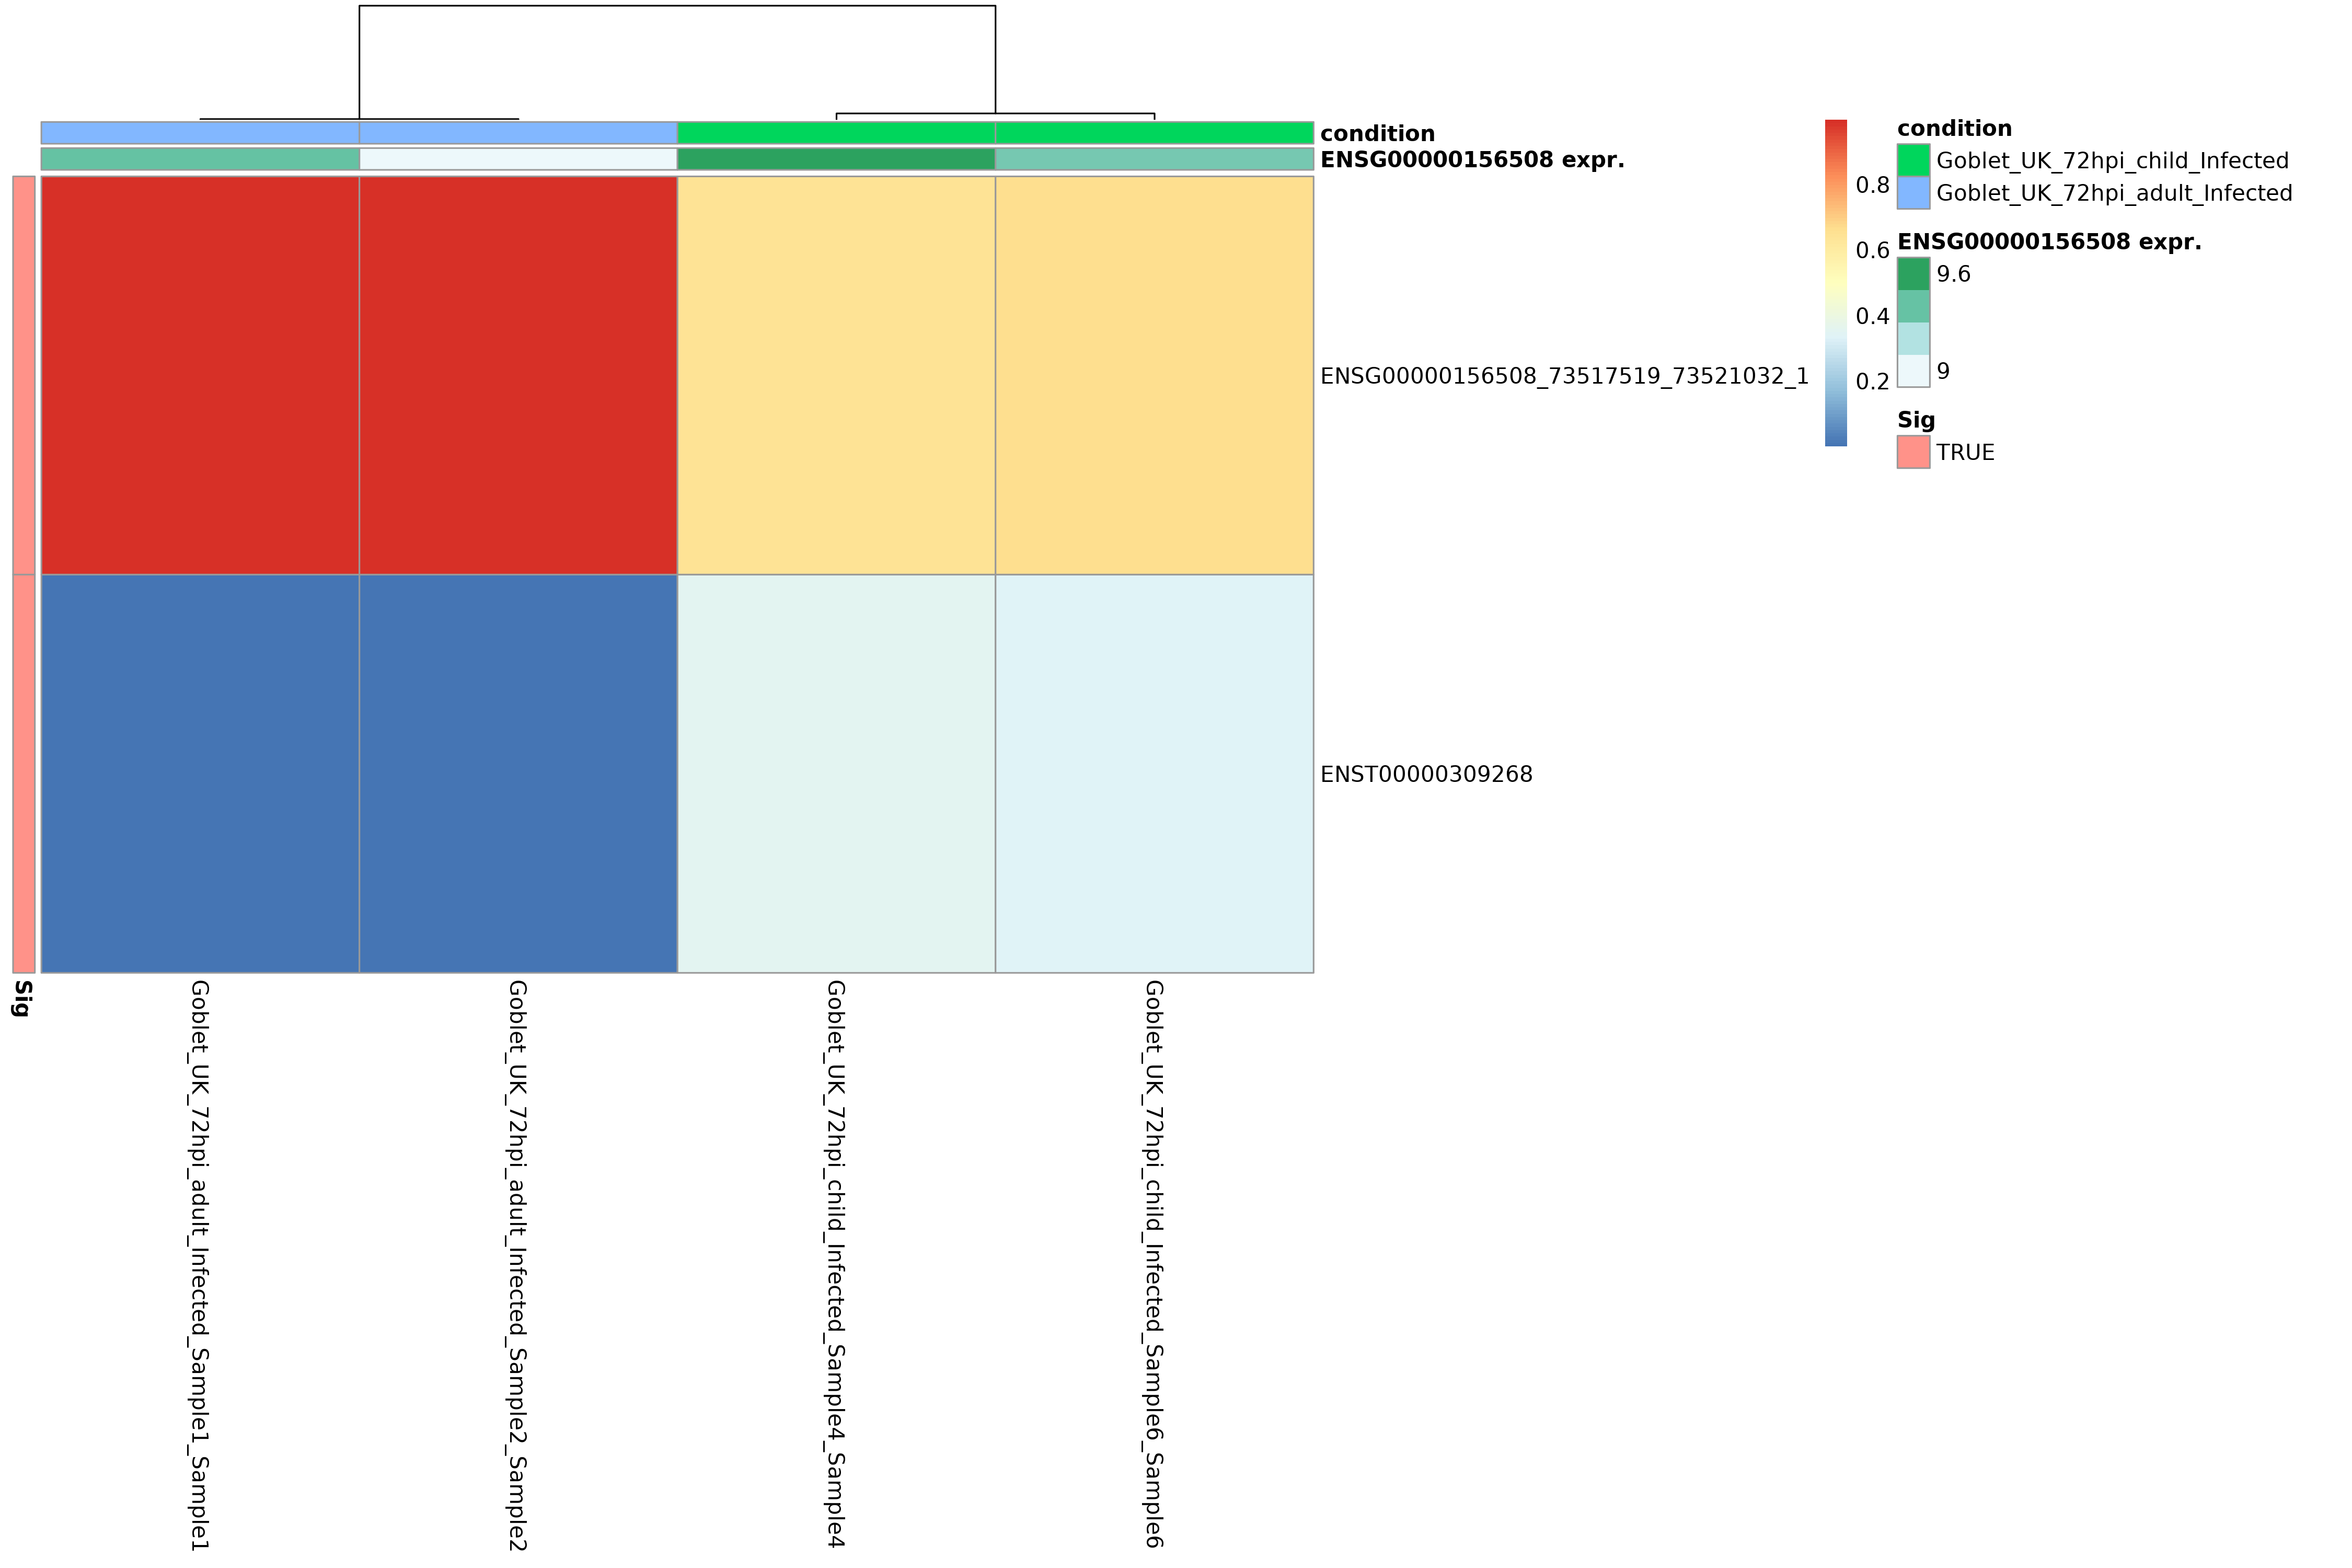 condition
ENSG00000156508 expr.
ENSG00000156508_73517519_73521032_1
ENST00000309268
0.8
0.6
0.4
0.2
condition
Goblet_UK_72hpi_child_Infected
Goblet_UK_72hpi_adult_Infected
ENSG00000156508 expr.
9.6
9
Sig
TRUE
Sig
Goblet_UK_72hpi_adult_Infected_Sample1_Sample1
Goblet_UK_72hpi_adult_Infected_Sample2_Sample2
Goblet_UK_72hpi_child_Infected_Sample4_Sample4
Goblet_UK_72hpi_child_Infected_Sample6_Sample6